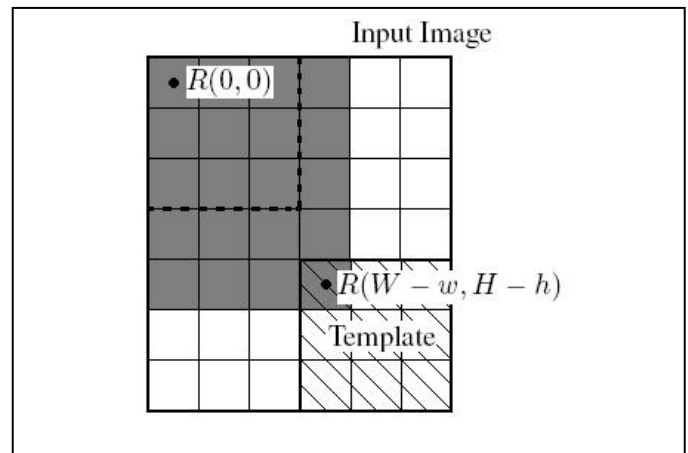 Input Image
R(0, 0)
R(W − w, H − h)
Template